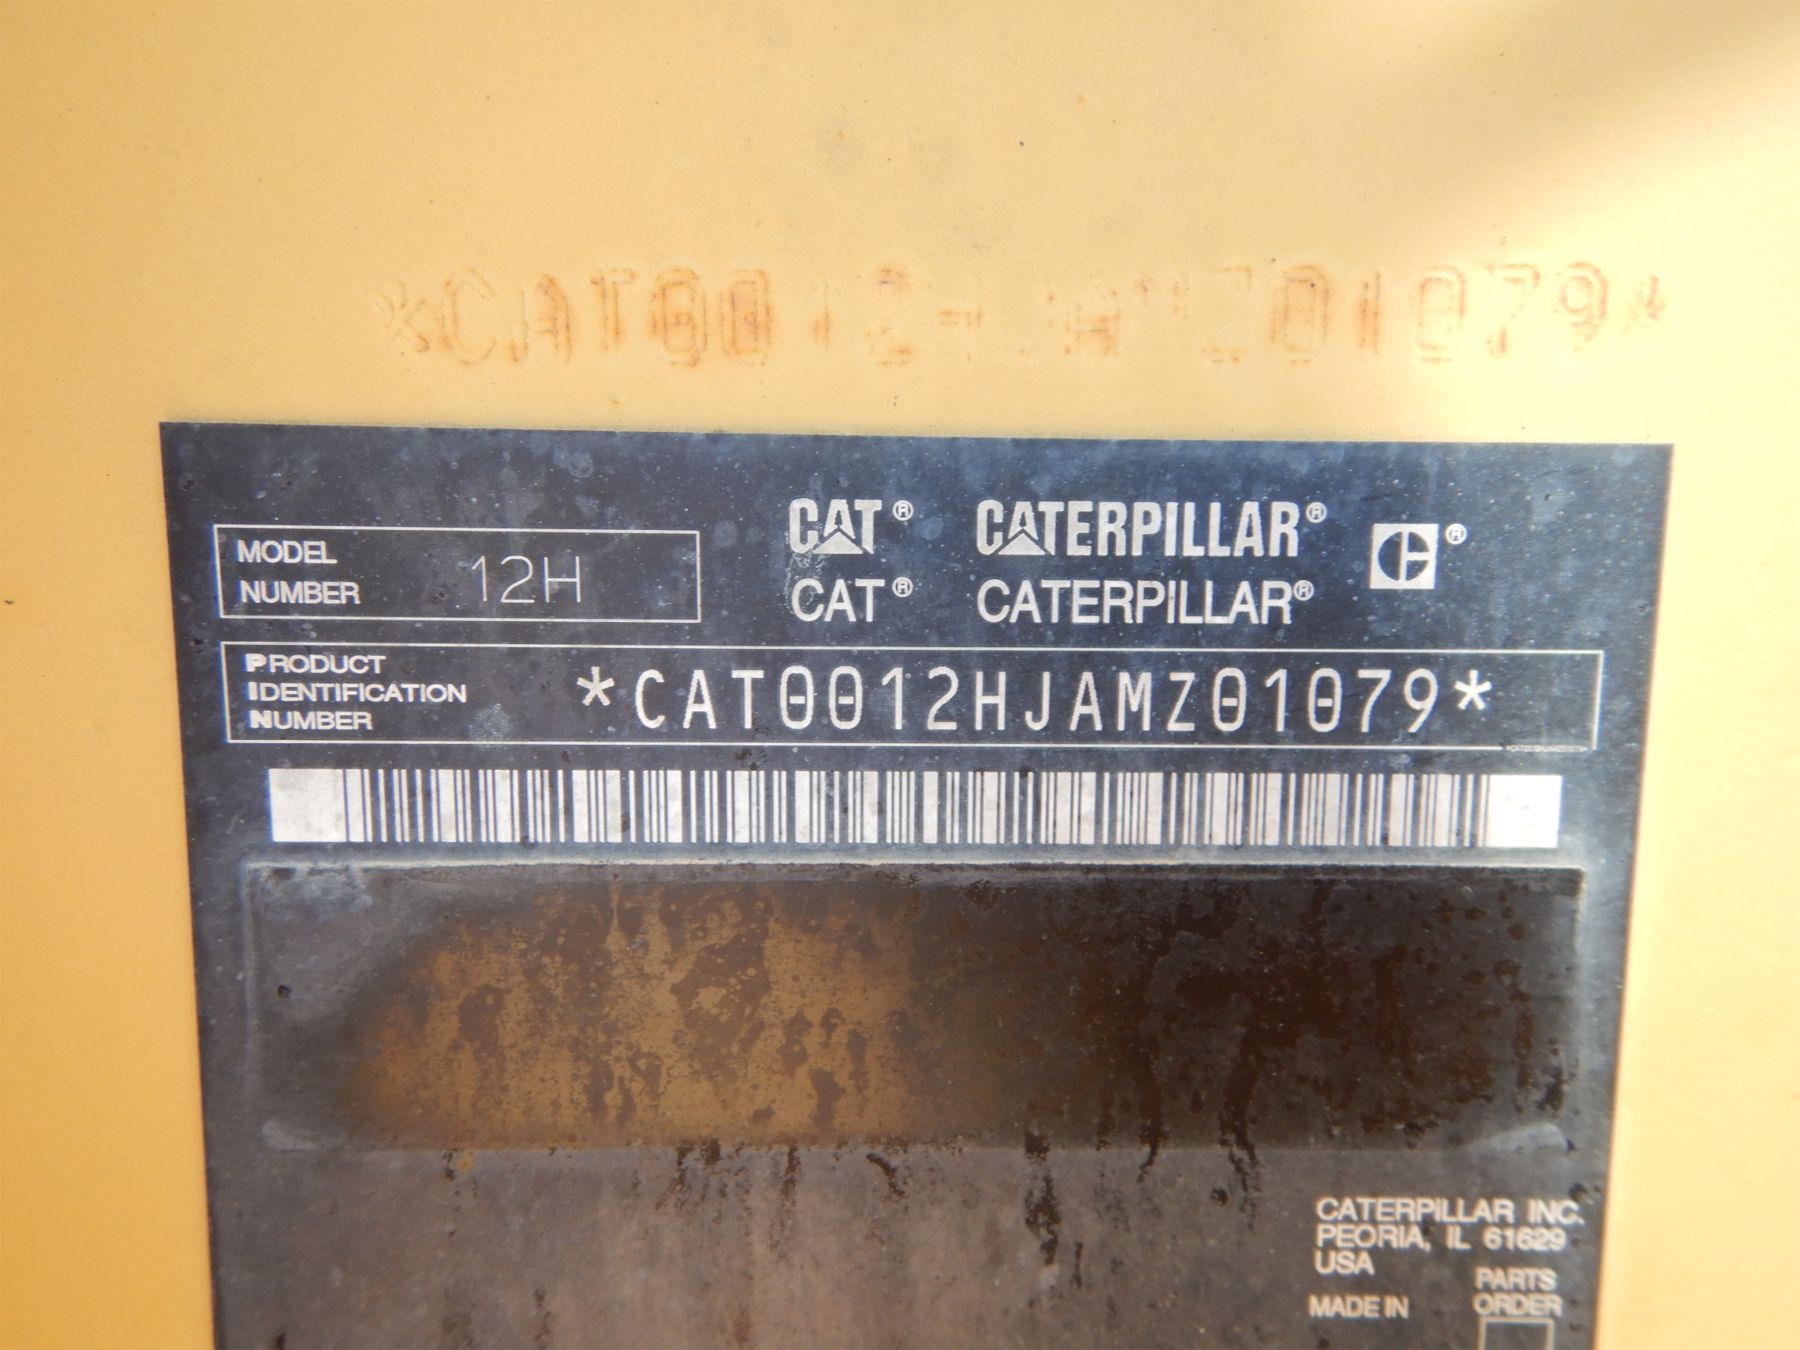 *CAT0012HJAMZ01079*
MODEL NUMBER 12H
CAT® CATERPILLAR® ®
CAT® CATERPILLAR®
PRODUCT IDENTIFICATION NUMBER *CAT0012HJAMZ01079*
CATERPILLAR INC.
PEORIA, IL 61629
USA
MADE IN PARTS ORDER